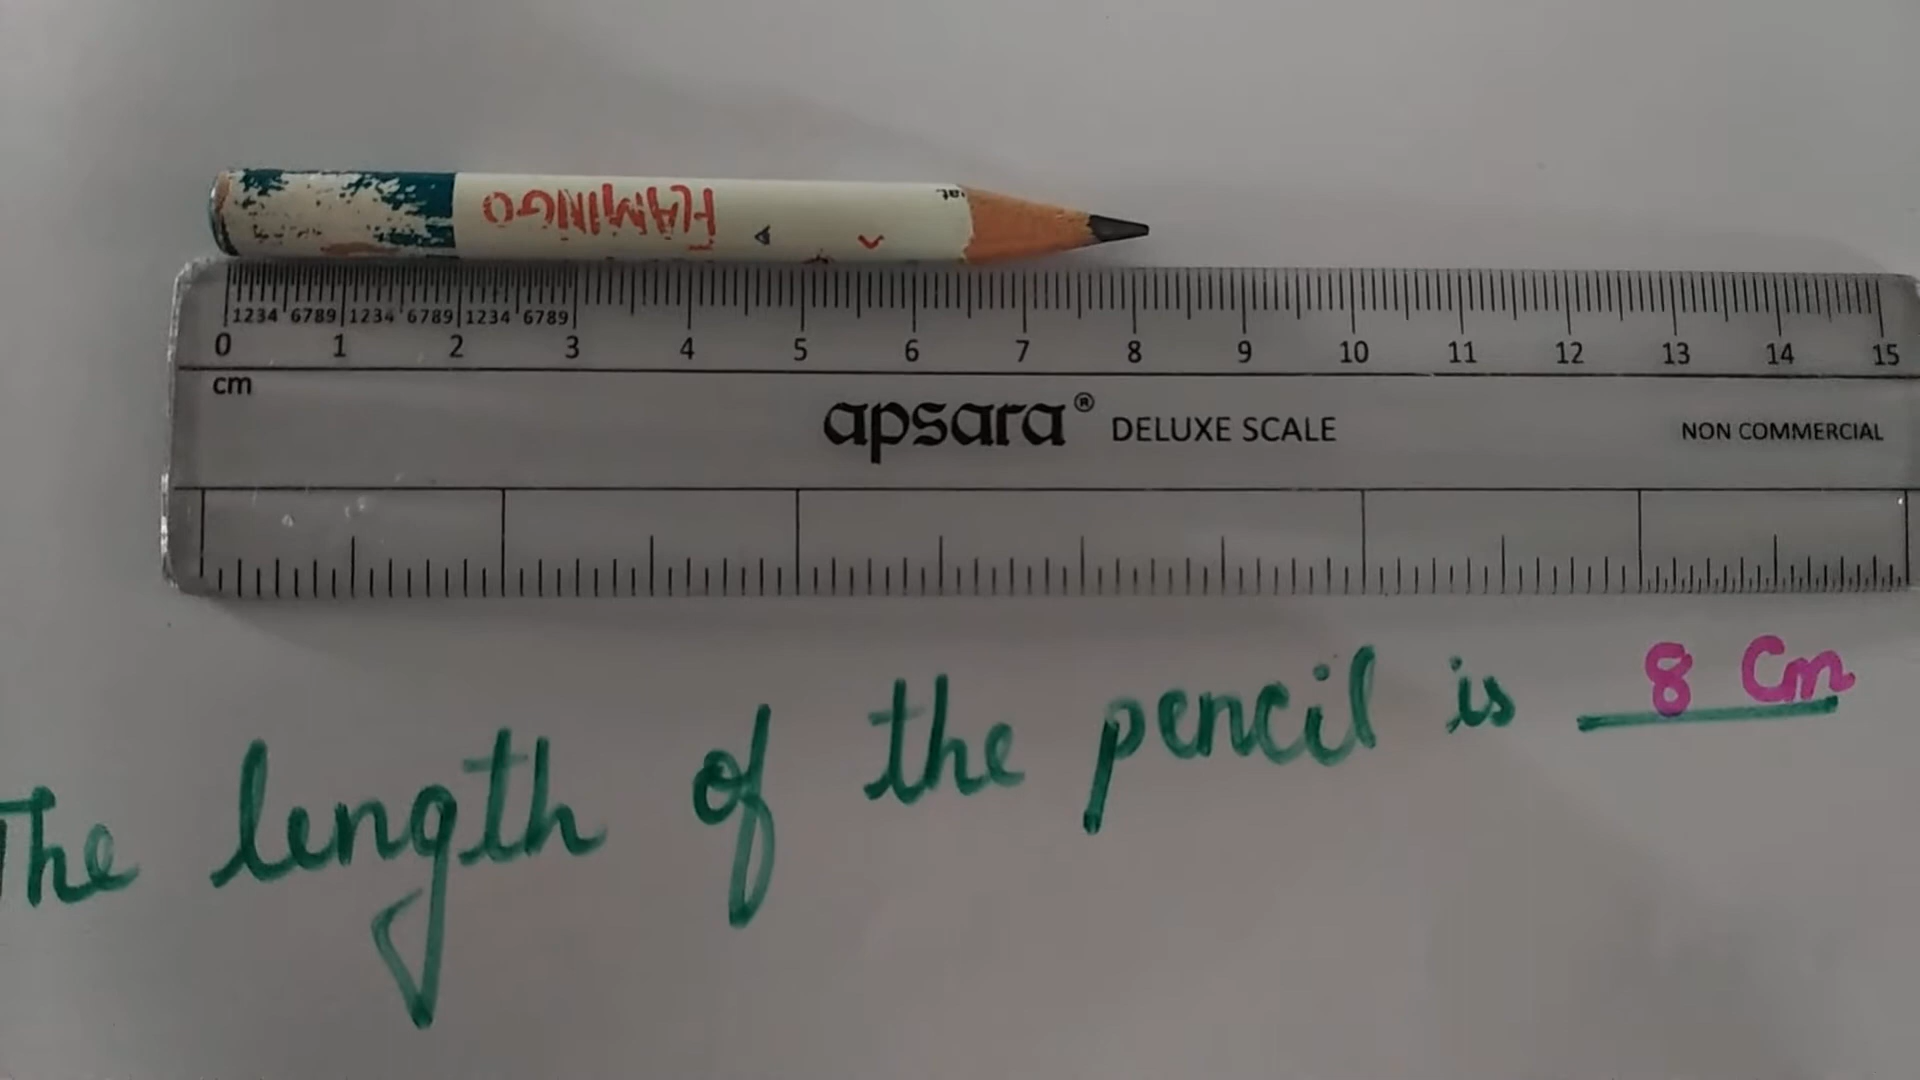 FLAMINGO
1234 6789 1234 6789 1234 6789
0 1 2 3 4 5 6 7 8 9 10 11 12 13 14 15
cm
apsara® DELUXE SCALE NON COMMERCIAL
The length of the pencil is 8 Cm